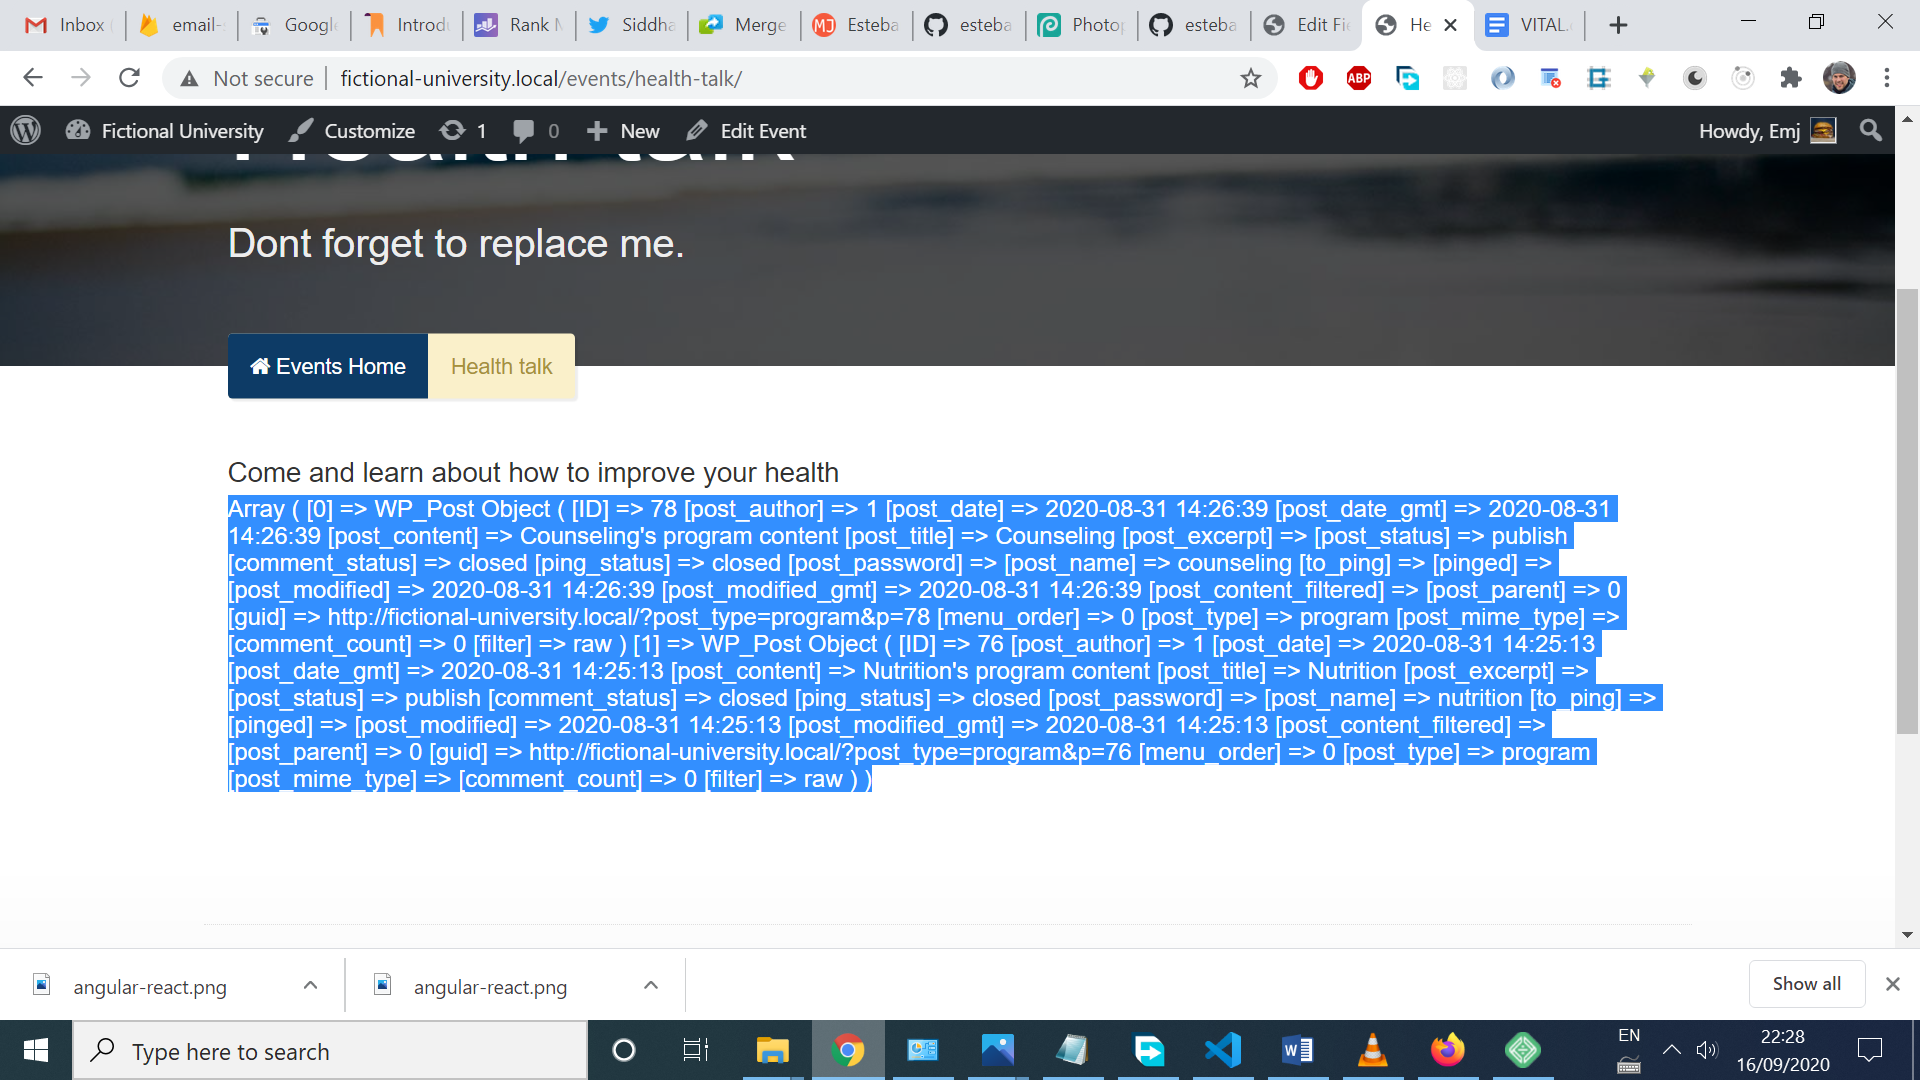 Inbox
email-
Google
Introdu
Rank M
Siddha
Merge
MJ
Esteba
esteba
Photop
esteba
Edit Fie
He
VITAL.
Not secure
fictional-university.local/events/health-talk/
ABP
Fictional University
Customize
1
0
New
Edit Event
Howdy, Emj
Dont forget to replace me.
Events Home
Health talk
Come and learn about how to improve your health
Array ( [0] => WP_Post Object ( [ID] => 78 [post_author] => 1 [post_date] => 2020-08-31 14:26:39 [post_date_gmt] => 2020-08-31
14:26:39 [post_content] => Counseling's program content [post_title] => Counseling [post_excerpt] => [post_status] => publish
[comment_status] => closed [ping_status] => closed [post_password] => [post_name] => counseling [to_ping] => [pinged] =>
[post_modified] => 2020-08-31 14:26:39 [post_modified_gmt] => 2020-08-31 14:26:39 [post_content_filtered] => [post_parent] => 0
[guid] => http://fictional-university.local/?post_type=program&p=78 [menu_order] => 0 [post_type] => program [post_mime_type] =>
[comment_count] => 0 [filter] => raw ) [1] => WP_Post Object ( [ID] => 76 [post_author] => 1 [post_date] => 2020-08-31 14:25:13
[post_date_gmt] => 2020-08-31 14:25:13 [post_content] => Nutrition's program content [post_title] => Nutrition [post_excerpt] =>
[post_status] => publish [comment_status] => closed [ping_status] => closed [post_password] => [post_name] => nutrition [to_ping] =>
[pinged] => [post_modified] => 2020-08-31 14:25:13 [post_modified_gmt] => 2020-08-31 14:25:13 [post_content_filtered] =>
[post_parent] => 0 [guid] => http://fictional-university.local/?post_type=program&p=76 [menu_order] => 0 [post_type] => program
[post_mime_type] => [comment_count] => 0 [filter] => raw ) )
angular-react.png
angular-react.png
Show all
Type here to search
EN
22:28
16/09/2020